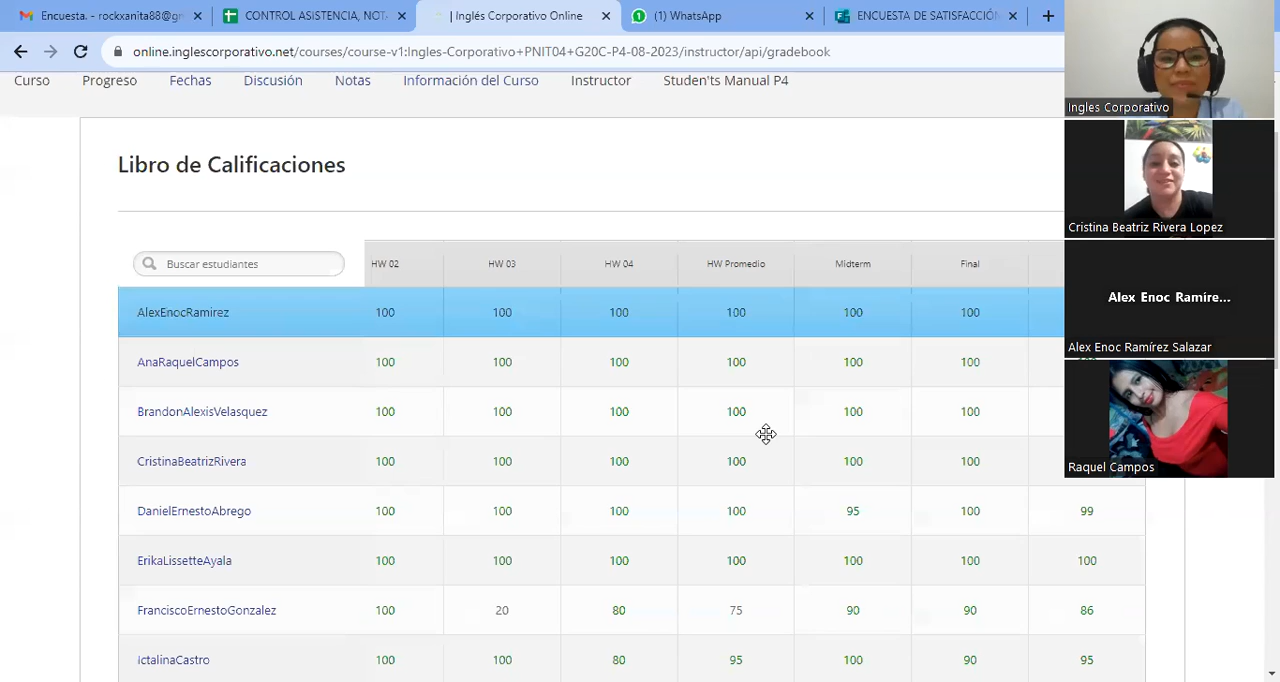 Encuesta. - rockxanita88@gm
CONTROL ASISTENCIA, NOT
| Inglés Corporativo Online
(1) WhatsApp
ENCUESTA DE SATISFACCIÓN
online.inglescorporativo.net/courses/course-v1:Ingles-Corporativo+PNIT04+G20C-P4-08-2023/instructor/api/gradebook
Curso Progreso Fechas Discusión Notas Información del curso Instructor Studen'ts Manual P4
Libro de Calificaciones
Buscar estudiantes HW 02 HW 03 HW 04 HW Promedio Midterm Final
AlexEnocRamirez 100 100 100 100 100
AnaRaquelCampos 100 100 100 100 100 100
BrandonAlexisVelasquez 100 100 100 100 100 100
CristinaBeatrizRivera 100 100 100 100 100 100
DanielErnestoAbrego 100 100 100 100 95 100 99
ErikaLissetteAyala 100 100 100 100 100 100 100
FranciscoErnestoGonzalez 100 20 80 75 90 90 86
IctalinaCastro 100 100 80 95 100 90 95
Ingles Corporativo
Cristina Beatriz Rivera Lopez
Alex Enoc Ramíre...
Alex Enoc Ramírez Salazar
Raquel Campos